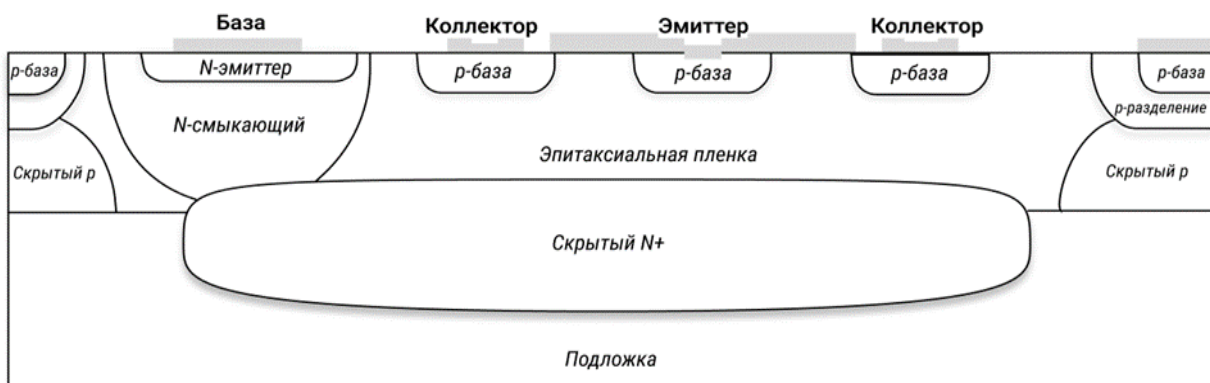 База
Коллектор
Эмиттер
Коллектор
p-база
N-эмиттер
p-база
p-база
p-база
p-база
p-разделение
N-смыкающий
Эпитаксиальная пленка
Скрытый p
Скрытый p
Скрытый N+
Подложка